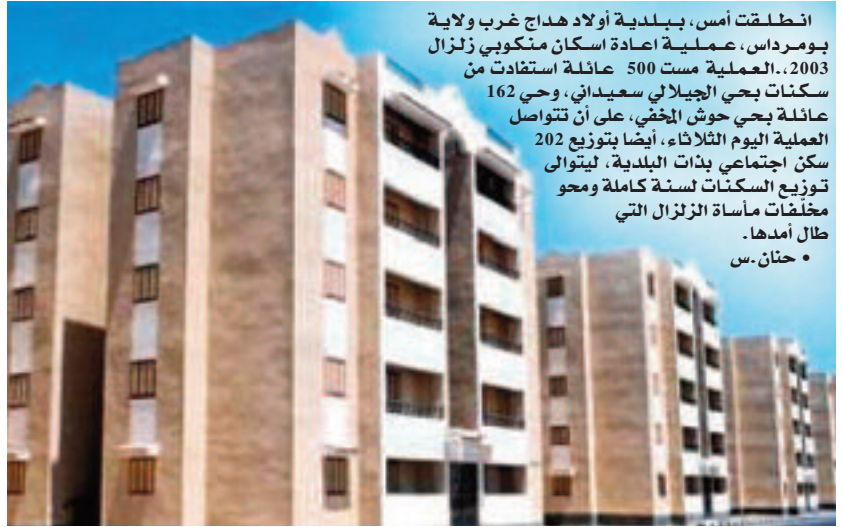 انطلقت أمس، ببلدية أولاد هداج غرب ولاية
بومرداس، عملية اعادة اسكان منكوبي زلزال
2003،.العملية مست 500 عائلة استفادت من
سكنات بحي الجيلالي سعيداني، وحي 162
عائلة بحي حوش المخفي، على أن تتواصل
العملية اليوم الثلاثاء، أيضا بتوزيع 202
سكن اجتماعي بذات البلدية، ليتوالى
توزيع السكنات لسنة كاملة ومحو
مخلّفات مأساة الزلزال التي
طال أمدها.
• حنان.س